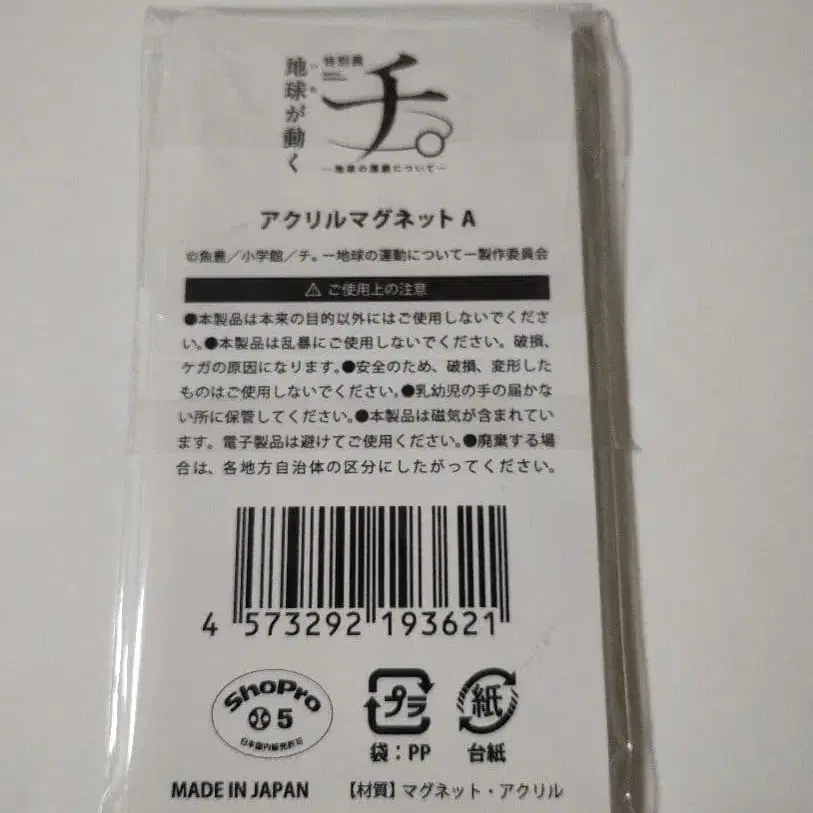 特別展
チ。
―地球の運動について―
地球が動く
アクリルマグネット A
©魚豊/小学館/チ。ー地球の運動についてー製作委員会
⚠ ご使用上の注意
●本製品は本来の目的以外にはご使用しないでくださ
い。●本製品は乱暴にご使用しないでください。破損、
ケガの原因になります。●安全のため、破損、変形した
ものはご使用しないでください。●乳幼児の手の届かな
い所に保管してください。●本製品は磁気が含まれてい
ます。電子製品は避けてご使用ください。●廃棄する場
合は、各地方自治体の区分にしたがってください。
4 573292 193621
ShoPro
5
日本国内販売許可
プラ
袋:PP
紙
台紙
MADE IN JAPAN
【材質】マグネット・アクリル